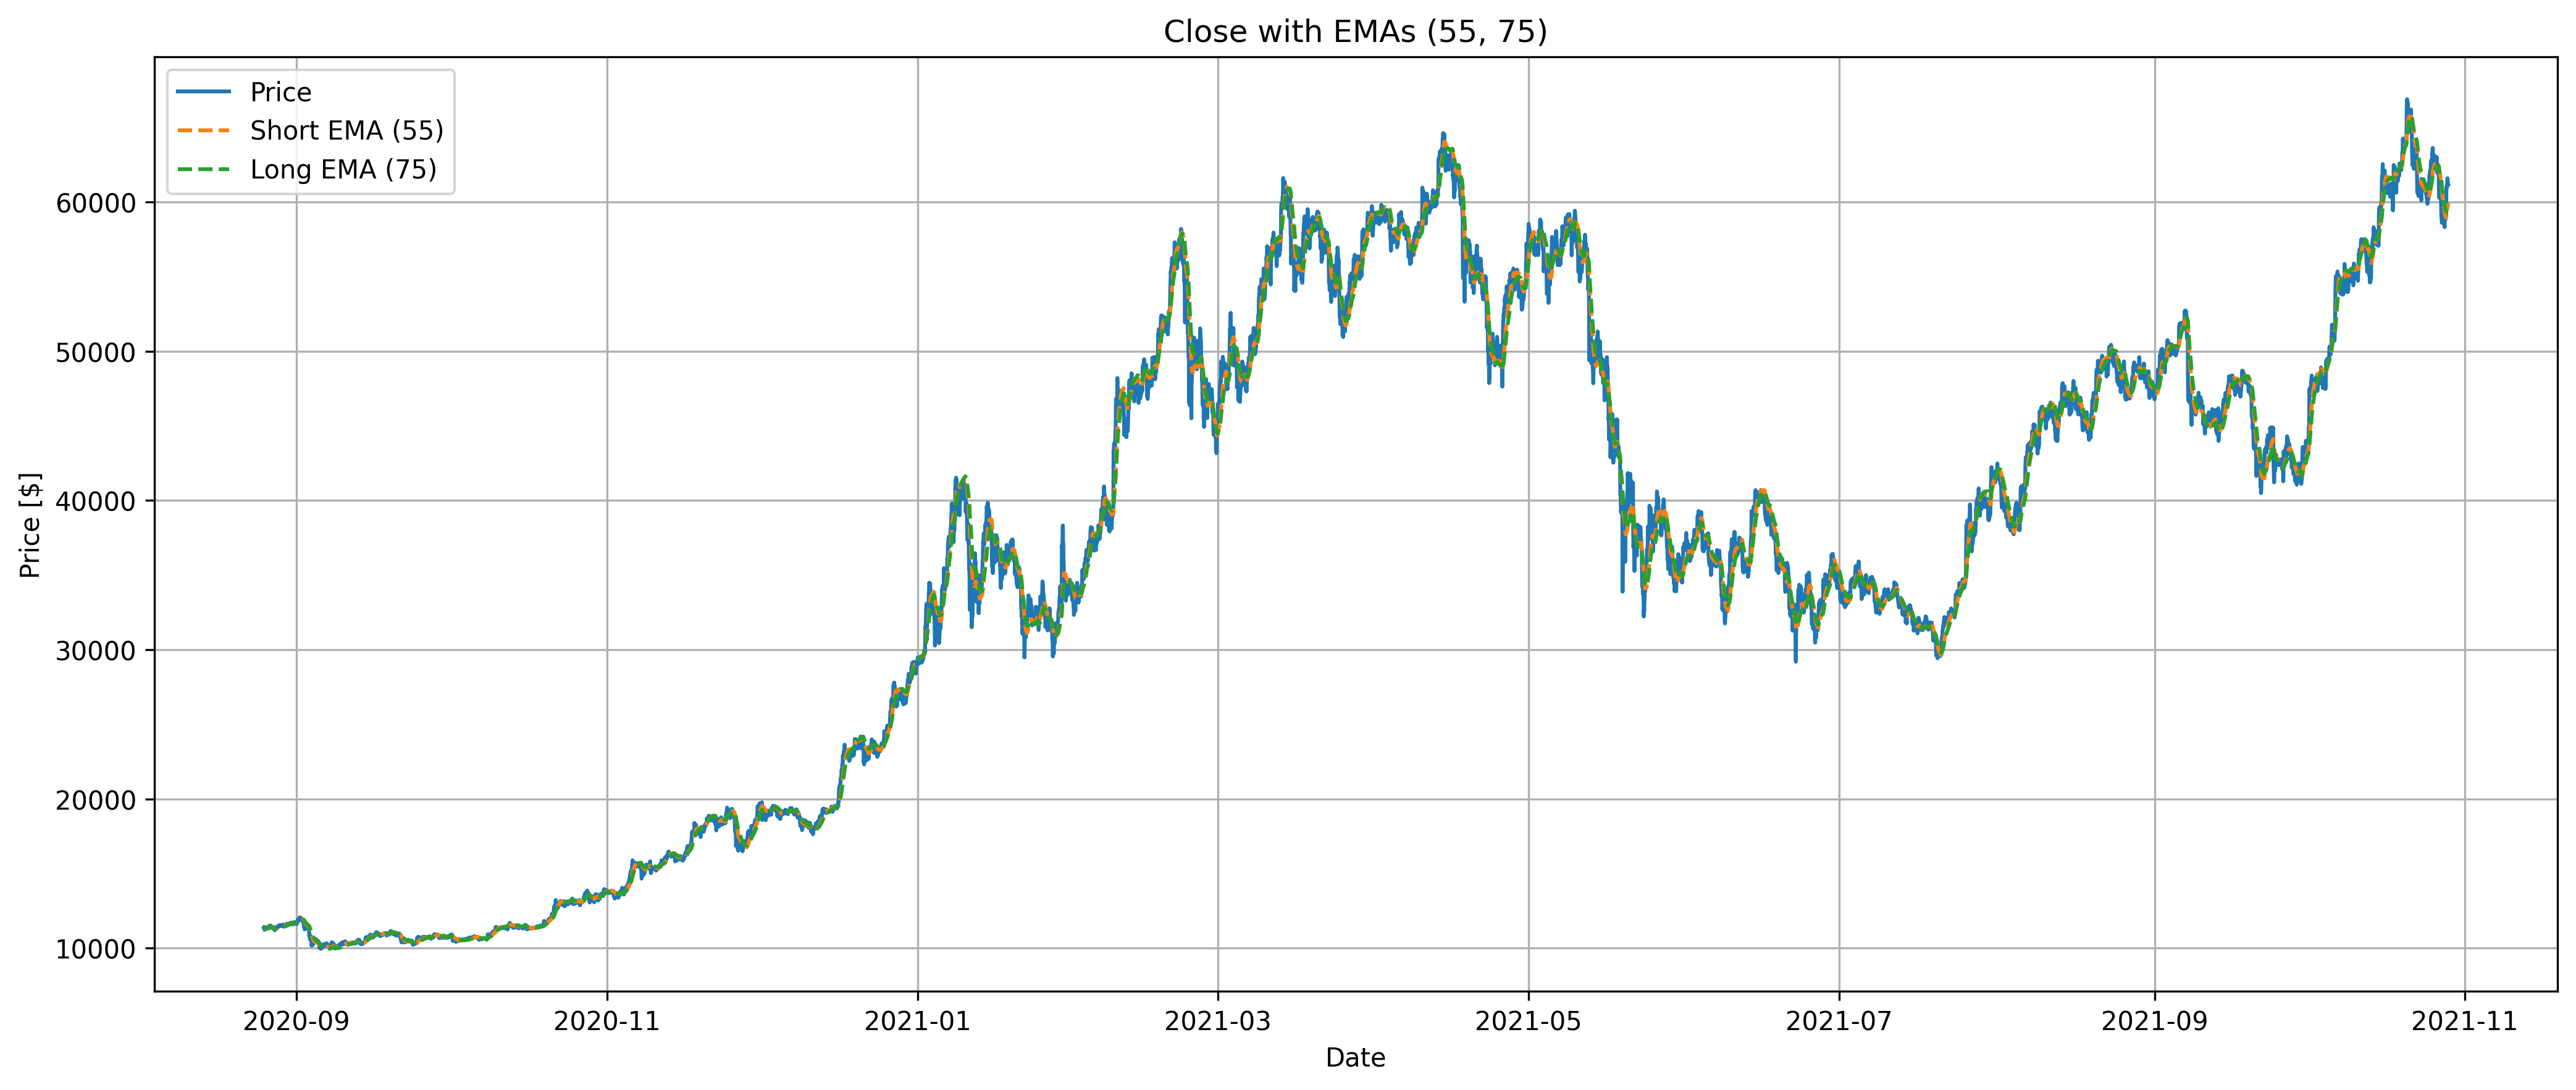 Close with EMAs (55, 75)
Price
Short EMA (55)
Long EMA (75)
60000
50000
40000
30000
20000
10000
Price [$]
2020-09 2020-11 2021-01 2021-03 2021-05 2021-07 2021-09 2021-11
Date